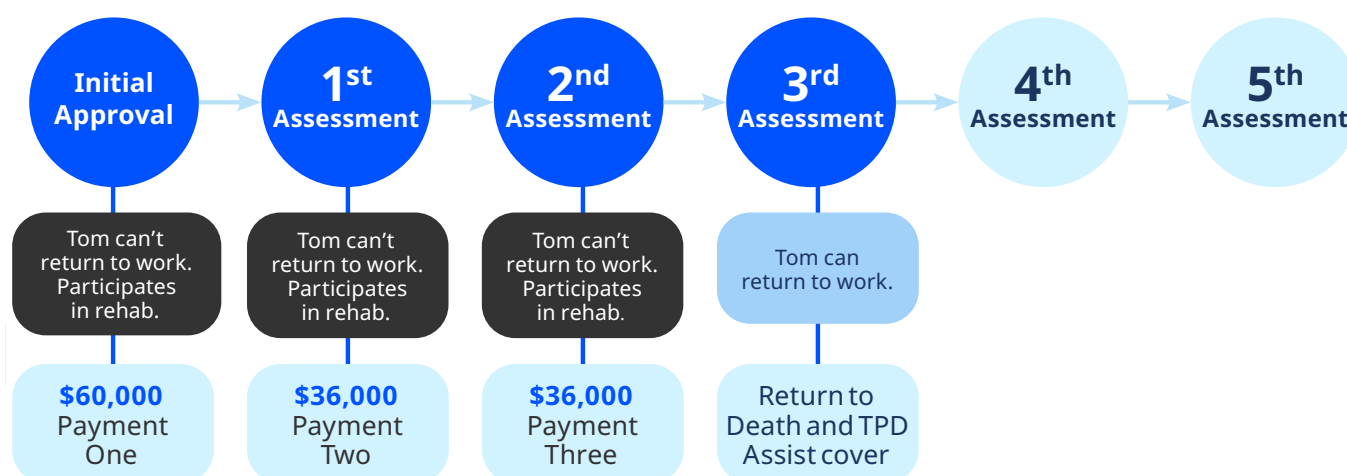 Initial
Approval
1st
Assessment
2nd
Assessment
3rd
Assessment
4th
Assessment
5th
Assessment
Tom can't
return to work.
Participates
in rehab.
Tom can't
return to work.
Participates
in rehab.
Tom can't
return to work.
Participates
in rehab.
Tom can
return to work.
$60,000
Payment
One
$36,000
Payment
Two
$36,000
Payment
Three
Return to
Death and TPD
Assist cover